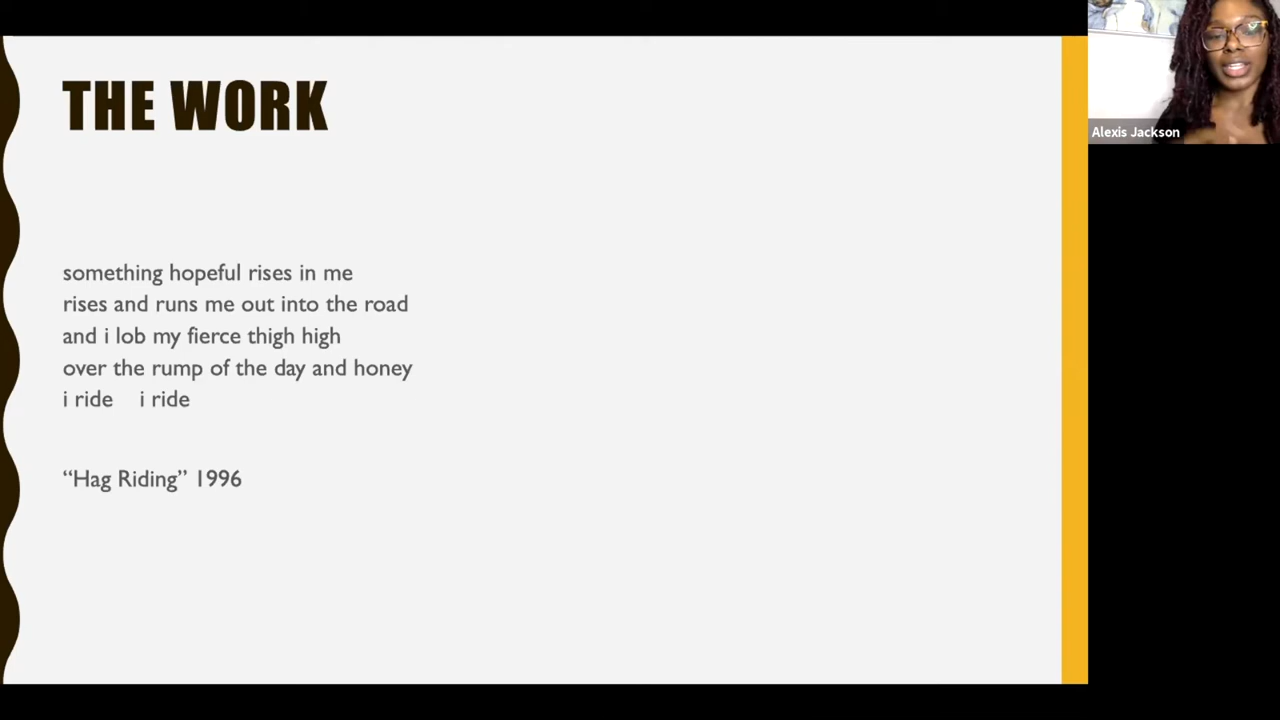 THE WORK
something hopeful rises in me
rises and runs me out into the road
and i lob my fierce thigh high
over the rump of the day and honey
i ride    i ride
“Hag Riding” 1996
Alexis Jackson